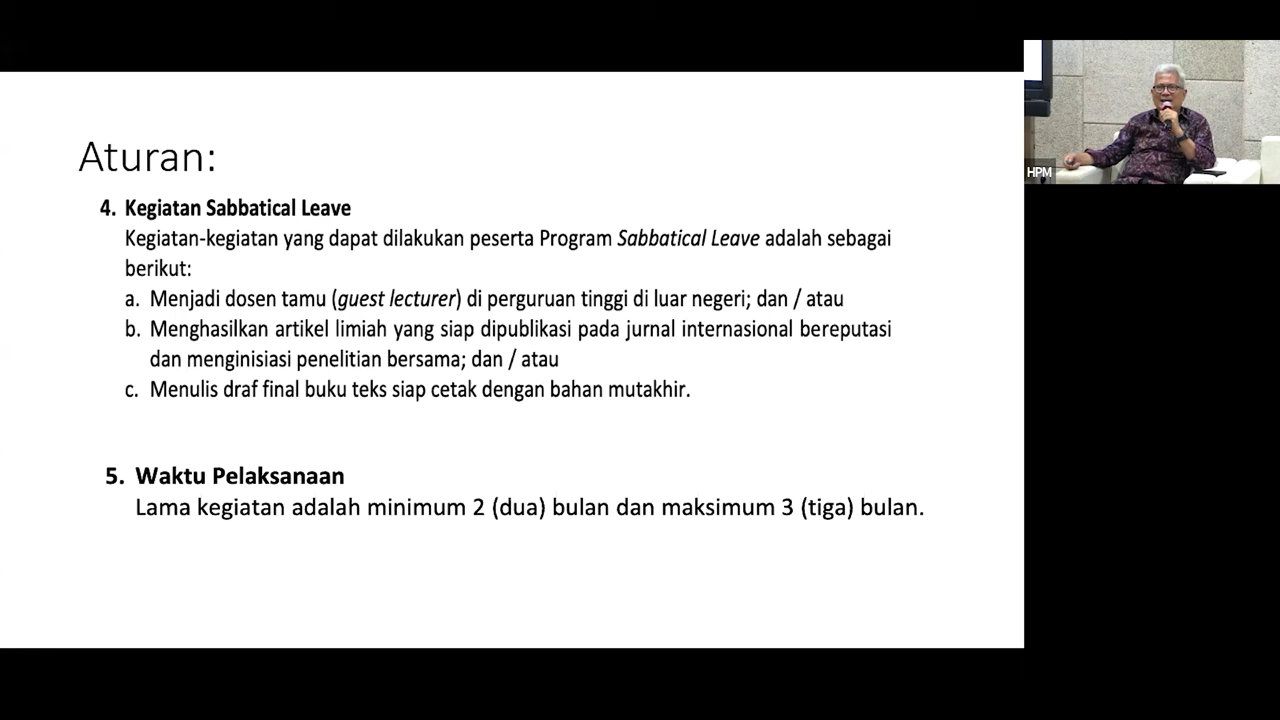 Aturan:
4. Kegiatan Sabbatical Leave
Kegiatan-kegiatan yang dapat dilakukan peserta Program Sabbatical Leave adalah sebagai
berikut:
a. Menjadi dosen tamu (guest lecturer) di perguruan tinggi di luar negeri; dan / atau
b. Menghasilkan artikel limiah yang siap dipublikasi pada jurnal internasional bereputasi
dan menginisiasi penelitian bersama; dan / atau
c. Menulis draf final buku teks siap cetak dengan bahan mutakhir.
5. Waktu Pelaksanaan
Lama kegiatan adalah minimum 2 (dua) bulan dan maksimum 3 (tiga) bulan.
HPM